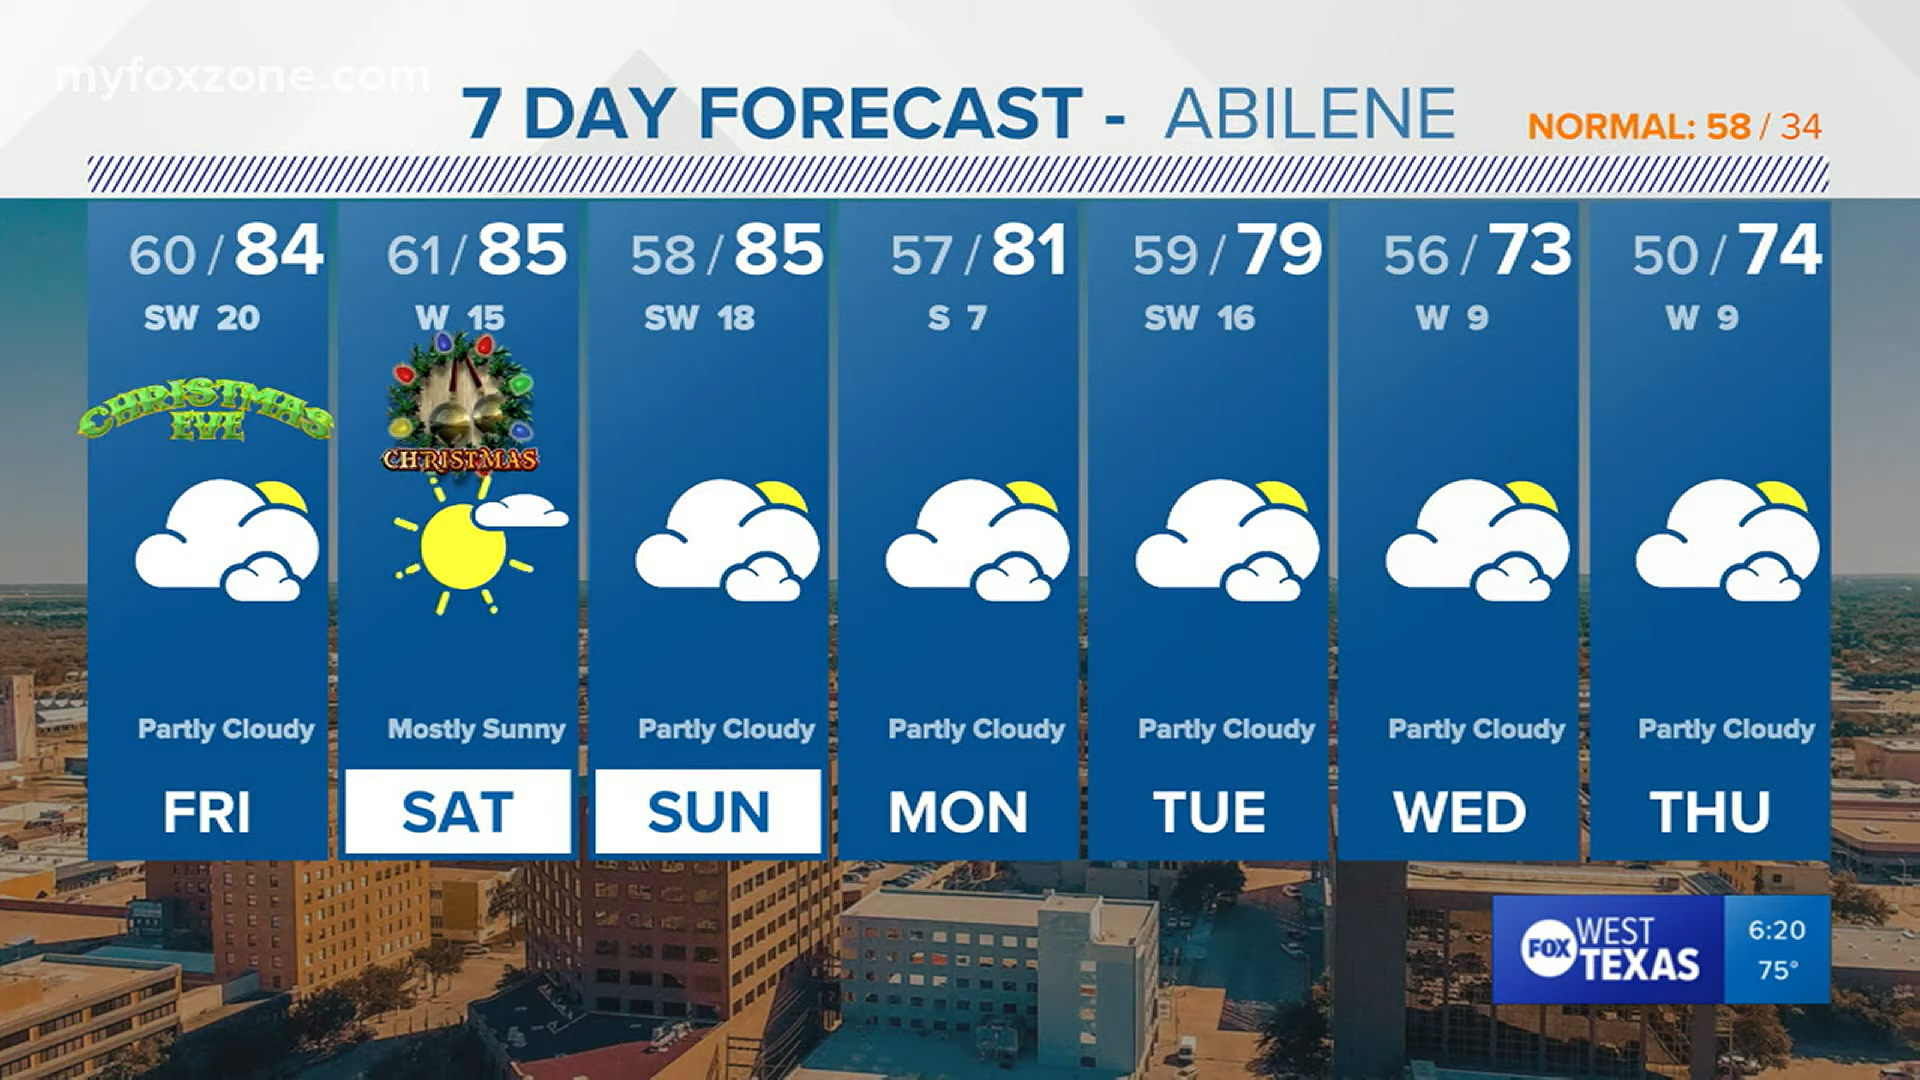 myfoxzone.com
7 DAY FORECAST - ABILENE
NORMAL: 58 / 34
60 / 84
SW 20
CHRISTMAS
EVE
Partly Cloudy
FRI
61 / 85
W 15
CHRISTMAS
Mostly Sunny
SAT
58 / 85
SW 18
Partly Cloudy
SUN
57 / 81
S 7
Partly Cloudy
MON
59 / 79
SW 16
Partly Cloudy
TUE
56 / 73
W 9
Partly Cloudy
WED
50 / 74
W 9
Partly Cloudy
THU
FOX
WEST
TEXAS
6:20
75°